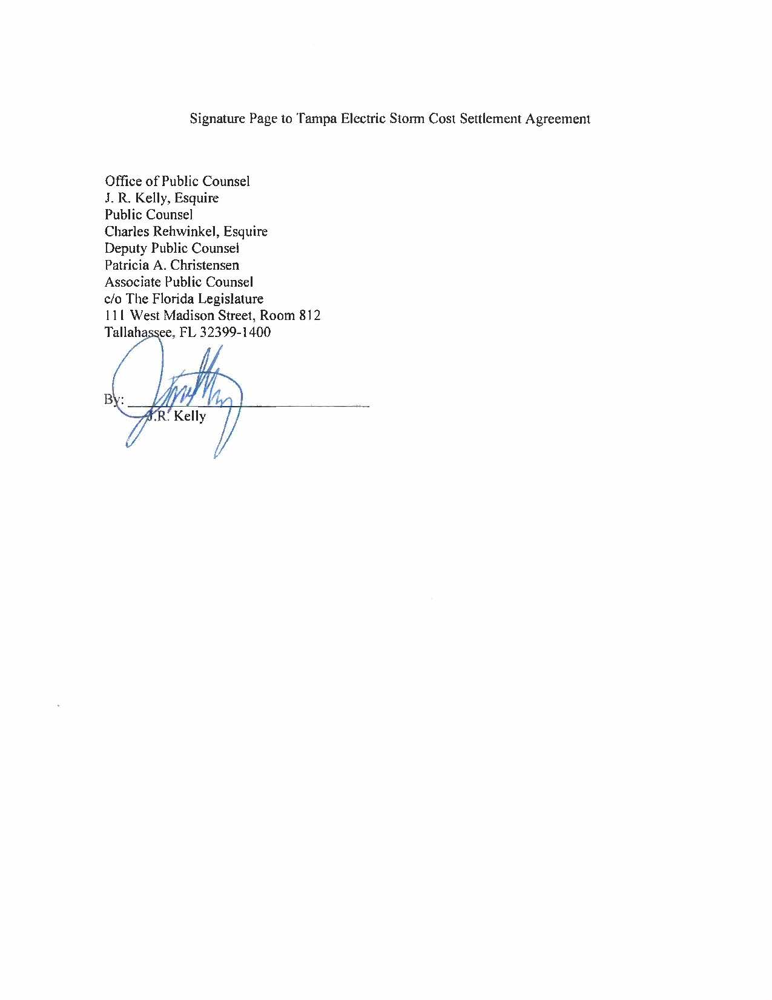 Signature Page to Tampa Electric Storm Cost Settlement Agreement
Office of Public Counsel
J. R. Kelly, Esquire
Public Counsel
Charles Rehwinkel, Esquire
Deputy Public Counsel
Patricia A. Christensen
Associate Public Counsel
c/o The Florida Legislature
111 West Madison Street, Room 812
Tallahassee, FL 32399-1400
By:
J.R. Kelly